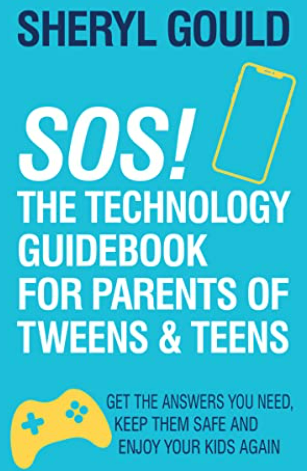 SHERYL GOULD
SOS!
THE TECHNOLOGY
GUIDEBOOK
FOR PARENTS OF
TWEENS & TEENS
GET THE ANSWERS YOU NEED,
KEEP THEM SAFE AND
ENJOY YOUR KIDS AGAIN